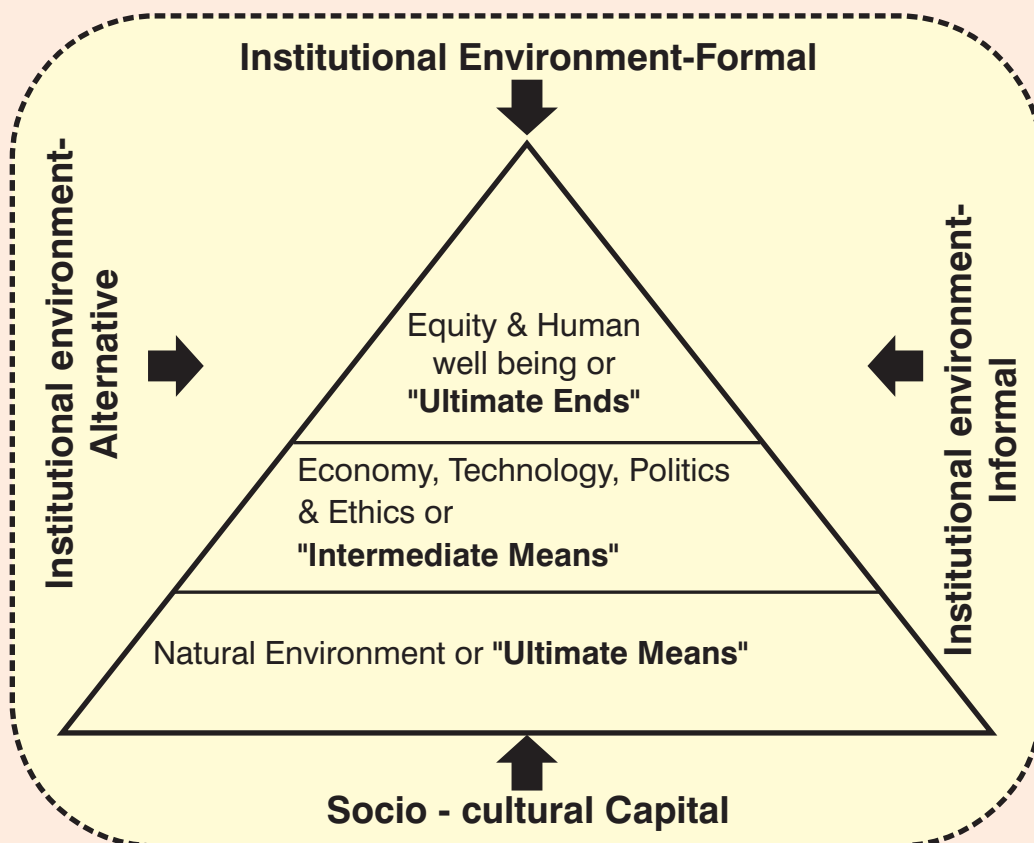 Institutional Environment-Formal
Institutional environment-
Alternative
Equity & Human
well being or
"Ultimate Ends"
Economy, Technology, Politics
& Ethics or
"Intermediate Means"
Natural Environment or "Ultimate Means"
Institutional environment-
Informal
Socio - cultural Capital